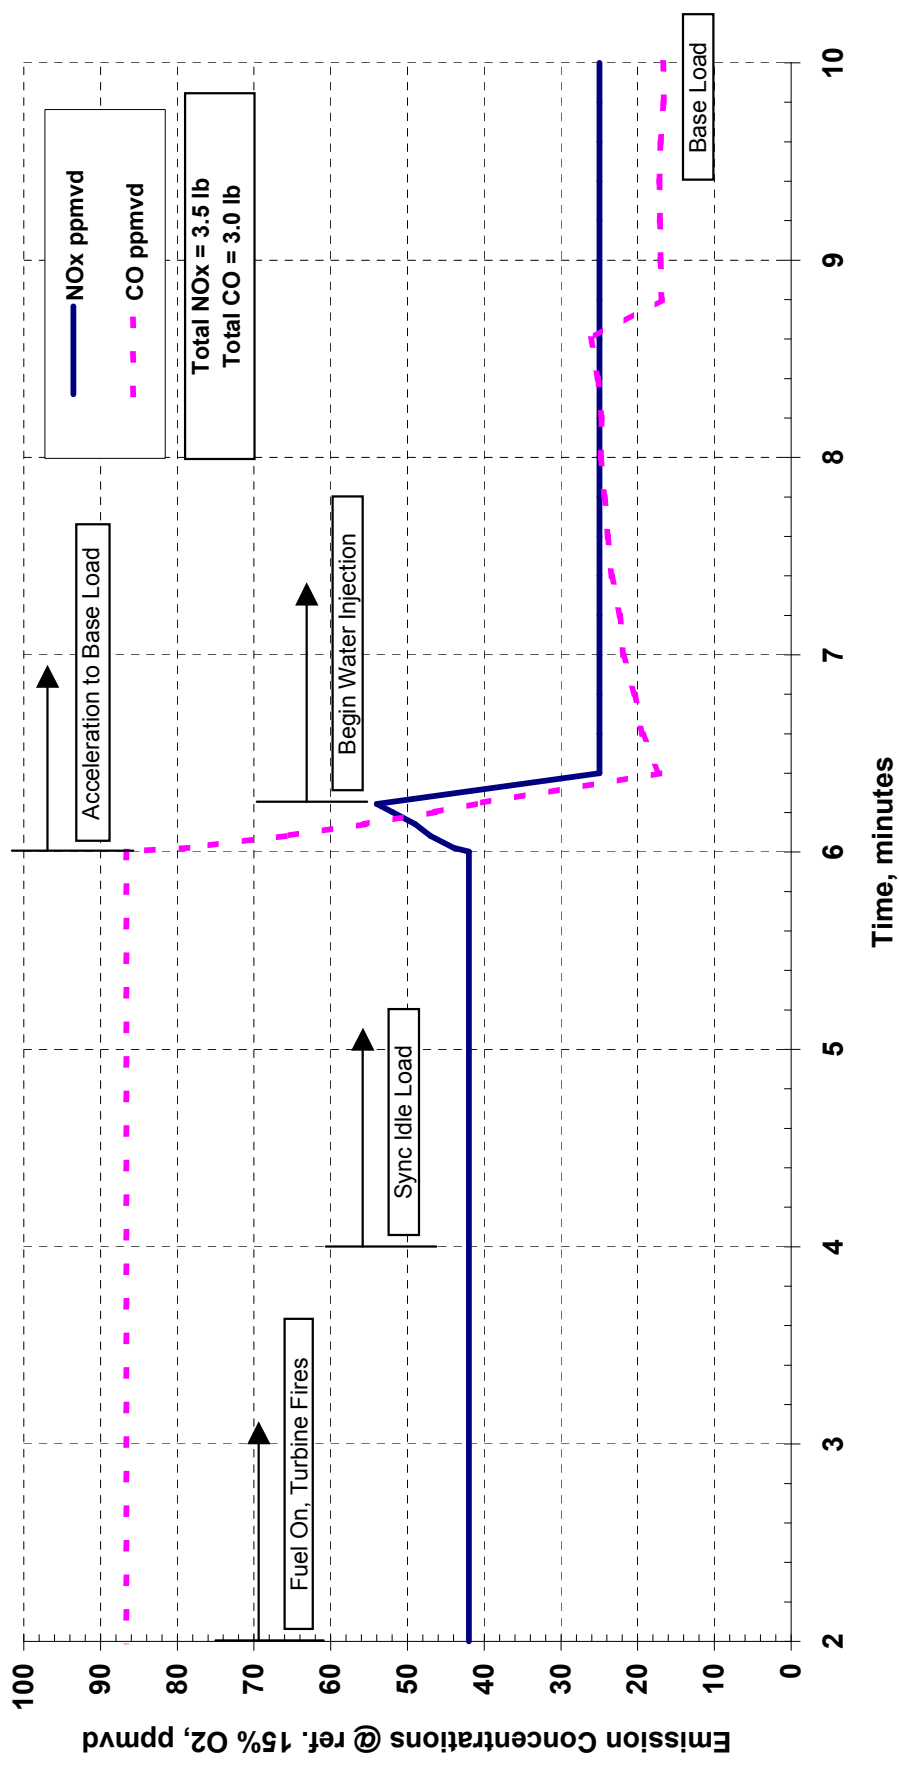 Emission Concentrations @ ref. 15% O2, ppmvd
100
90
80
70
60
50
40
30
20
10
0
2
3
4
5
6
7
8
9
10
Time, minutes
Fuel On, Turbine Fires
Sync Idle Load
Acceleration to Base Load
Begin Water Injection
Base Load
NOx ppmvd
CO ppmvd
Total NOx = 3.5 lb
Total CO = 3.0 lb